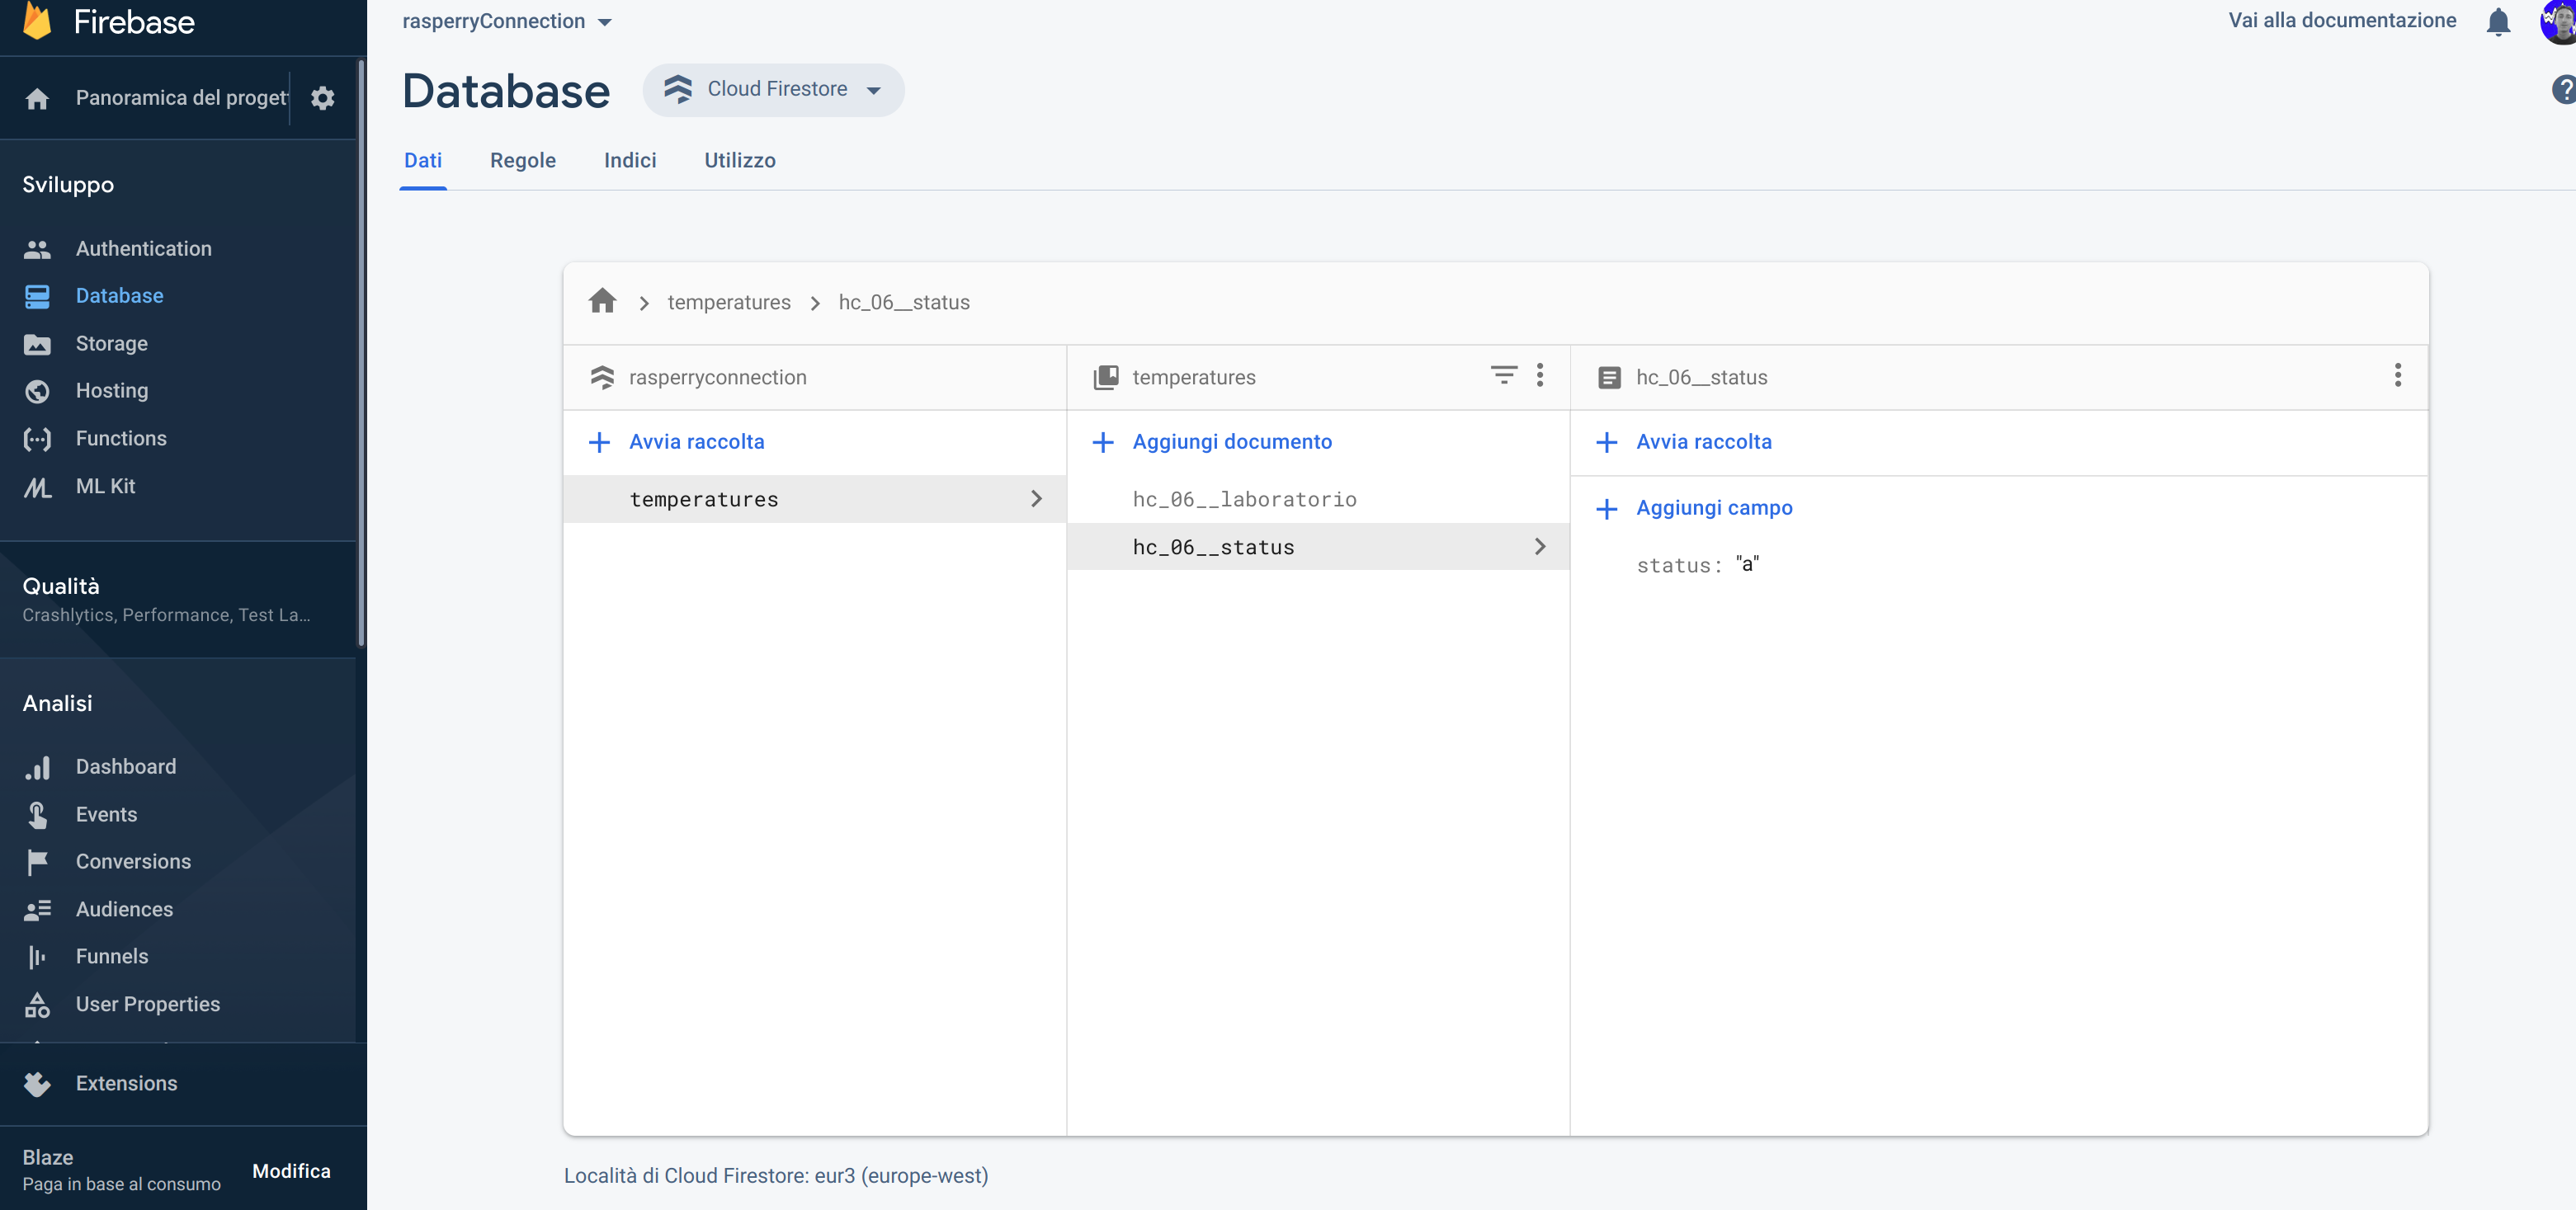 Firebase
Panoramica del proget
Sviluppo
Authentication
Database
Storage
Hosting
Functions
ML Kit
Qualità
Crashlytics, Performance, Test La...
Analisi
Dashboard
Events
Conversions
Audiences
Funnels
User Properties
Extensions
Blaze
Paga in base al consumo
Modifica
rasperryConnection
Vai alla documentazione
Database
Cloud Firestore
?
Dati Regole Indici Utilizzo
temperatures > hc_06__status
rasperryconnection
Avvia raccolta
temperatures
temperatures
Aggiungi documento
hc_06__laboratorio
hc_06__status
hc_06__status
Avvia raccolta
Aggiungi campo
status: "a"
Località di Cloud Firestore: eur3 (europe-west)